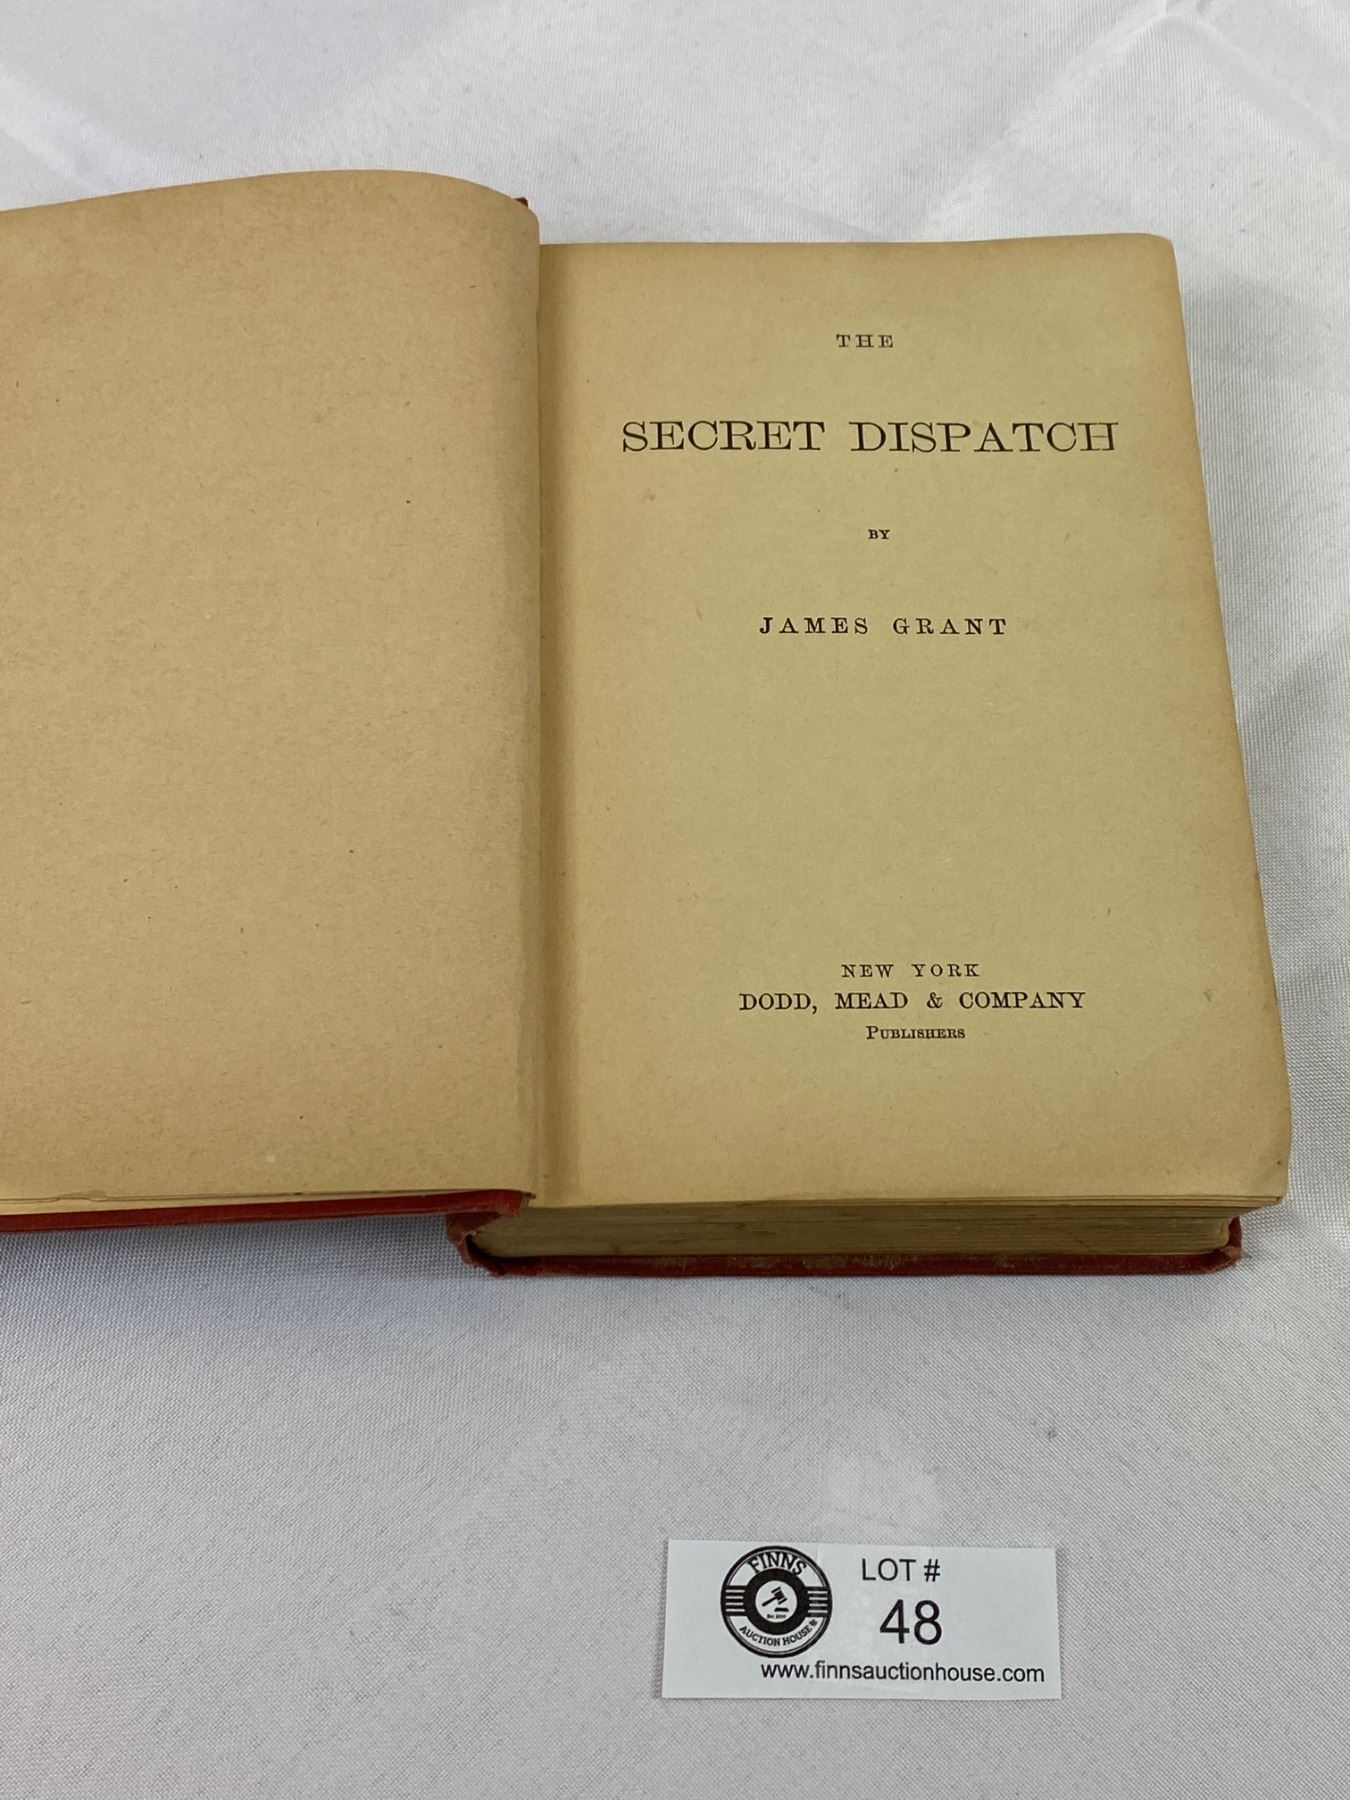 THE
SECRET DISPATCH
BY
JAMES GRANT
NEW YORK
DODD, MEAD & COMPANY
PUBLISHERS
FINNS
AUCTION HOUSE
LOT #
48
www.finnsauctionhouse.com